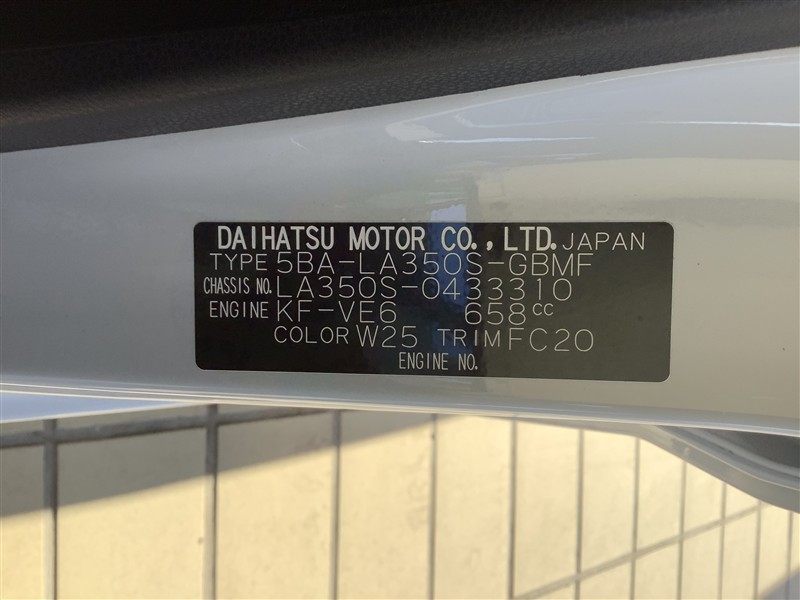 DAIHATSU MOTOR CO., LTD. JAPAN
TYPE 5BA-LA350S-GBMF
CHASSIS NO. LA350S-0433310
ENGINE KF-VE6 658cc
COLOR W25 TRIM FC20
ENGINE NO.